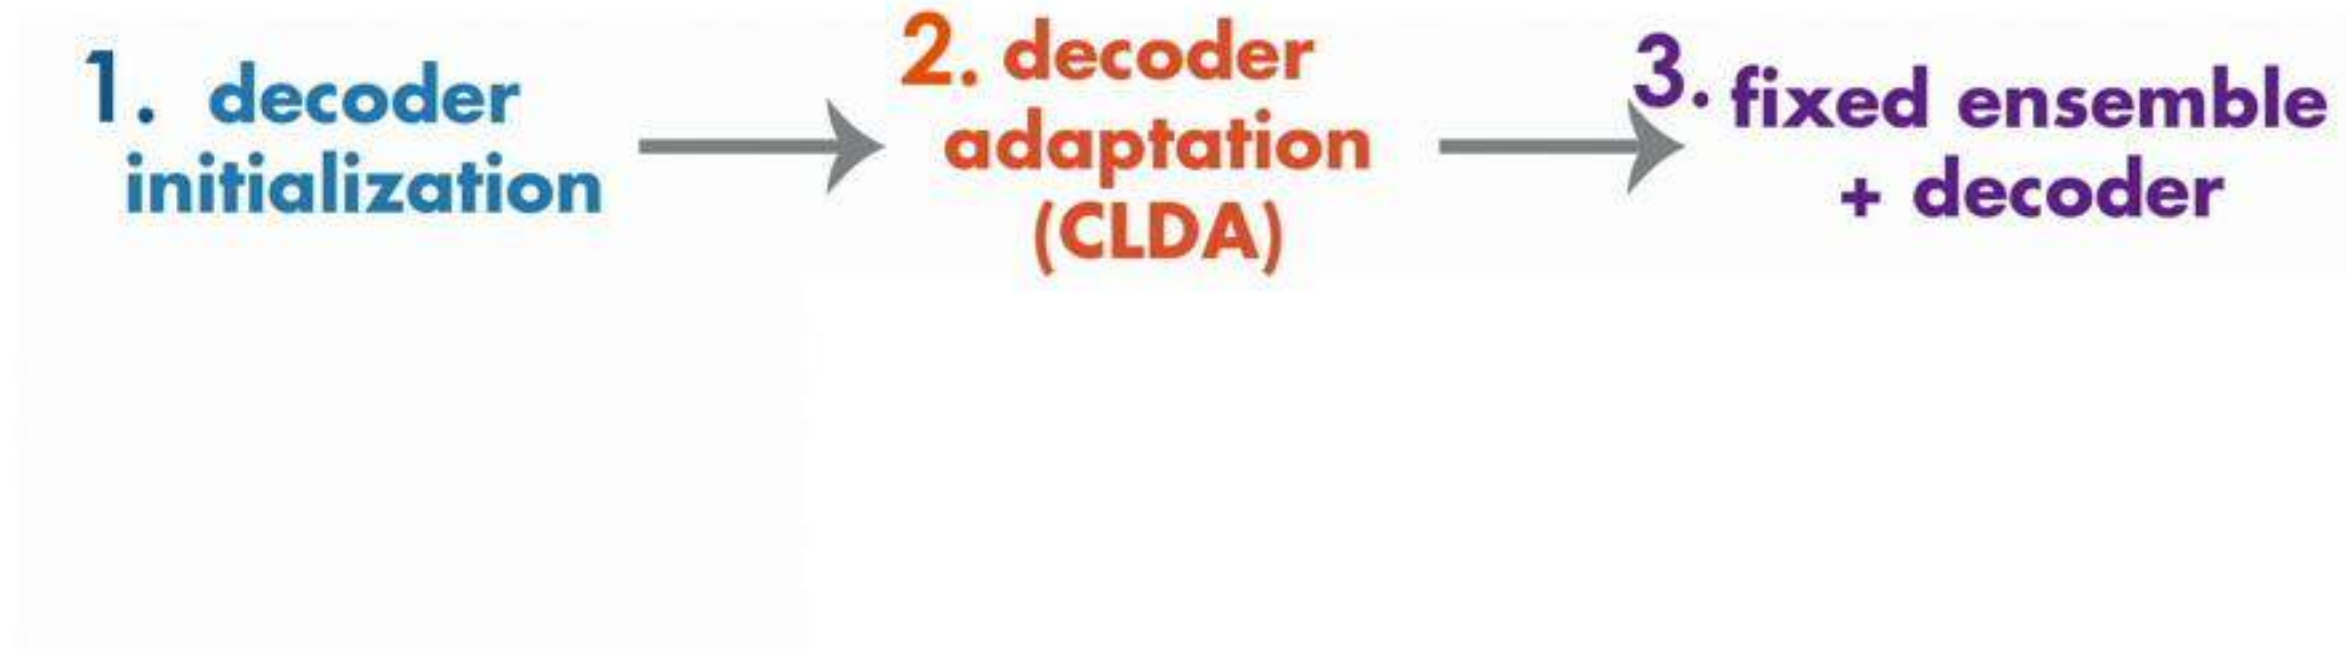 1. decoder
initialization
2. decoder
adaptation
(CLDA)
3. fixed ensemble
+ decoder